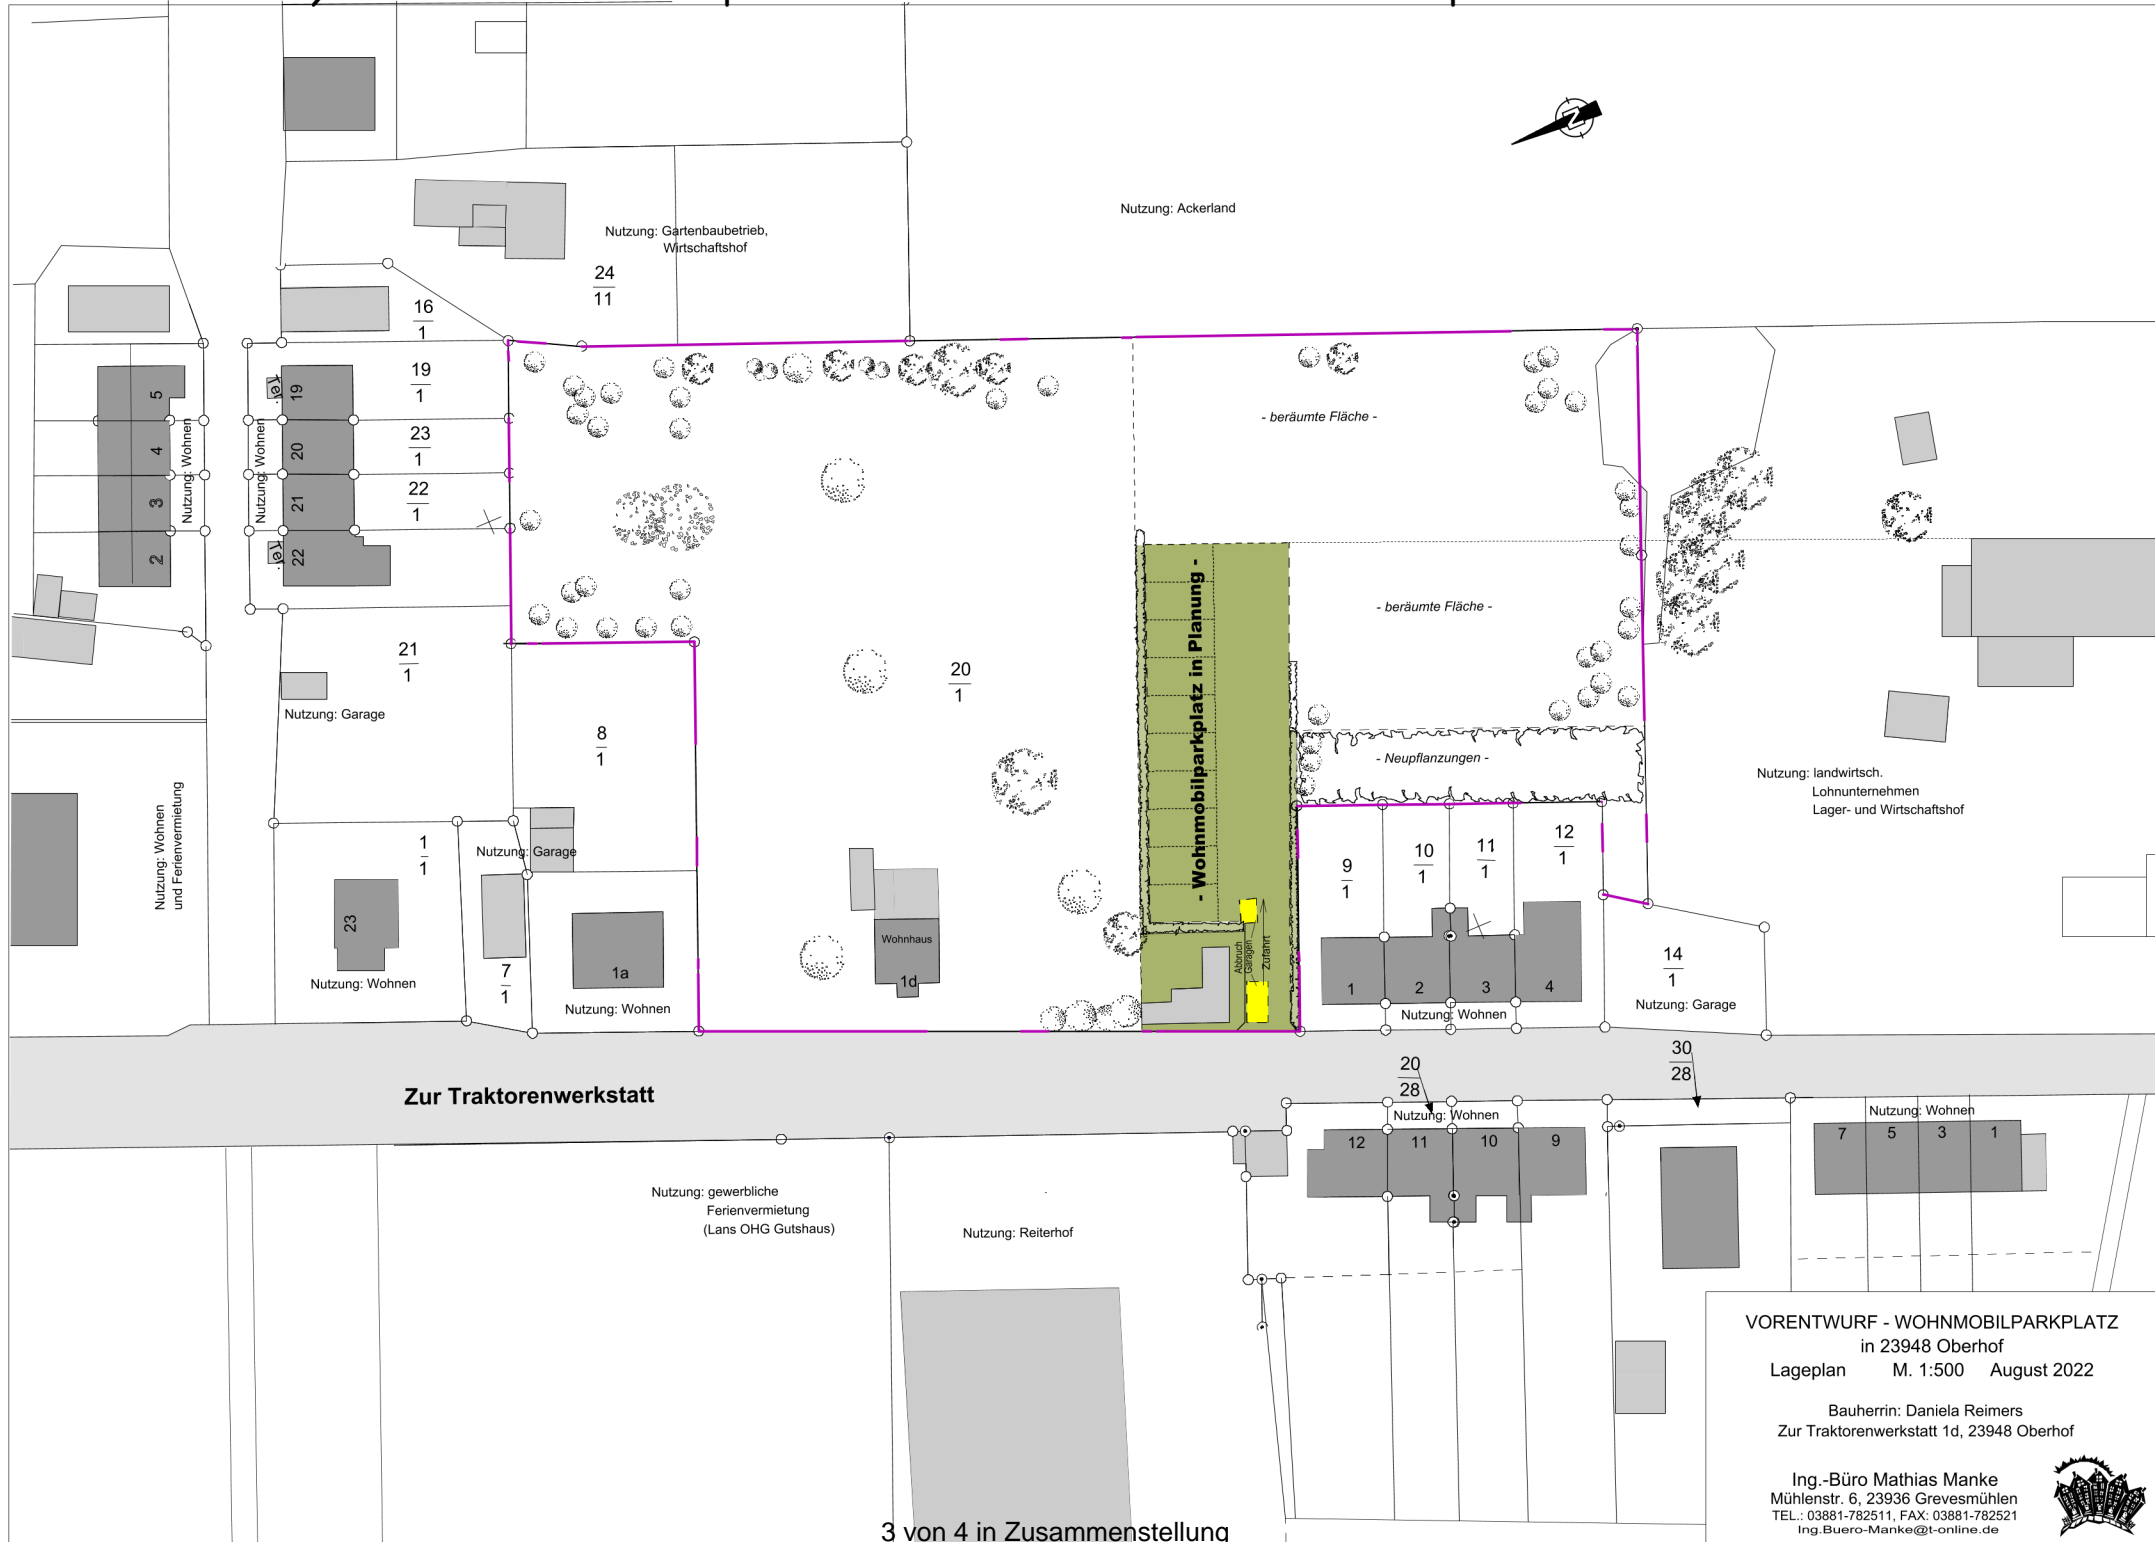 Nutzung: Ackerland
Nutzung: Gartenbaubetrieb,
Wirtschaftshof
24
11
16
1
19
1
23
1
22
1
Tel.
19
20
21
22
Tel.
Nutzung: Wohnen
Nutzung: Wohnen
5
4
3
2
- beräumte Fläche -
- beräumte Fläche -
- Neupflanzungen -
- Wohnmobilparkplatz in Planung -
21
1
Nutzung: Garage
20
1
8
1
Nutzung: Wohnen
und Ferienvermietung
1
1
Nutzung: Garage
23
Nutzung: Wohnen
7
1
1a
Nutzung: Wohnen
Wohnhaus
1d
Abbruch
Garagen
Zufahrt
9
1
10
1
11
1
12
1
1
2
3
4
Nutzung: Wohnen
14
1
Nutzung: Garage
Nutzung: landwirtsch.
Lohnunternehmen
Lager- und Wirtschaftshof
Zur Traktorenwerkstatt
20
28
30
28
Nutzung: Wohnen
12
11
10
9
Nutzung: Wohnen
7
5
3
1
Nutzung: gewerbliche
Ferienvermietung
(Lans OHG Gutshaus)
Nutzung: Reiterhof
N
VORENTWURF - WOHNMOBILPARKPLATZ
in 23948 Oberhof
Lageplan M. 1:500 August 2022
Bauherrin: Daniela Reimers
Zur Traktorenwerkstatt 1d, 23948 Oberhof
Ing.-Büro Mathias Manke
Mühlenstr. 6, 23936 Grevesmühlen
TEL.: 03881-782511, FAX: 03881-782521
Ing.Buero-Manke@t-online.de
3 von 4 in Zusammenstellung